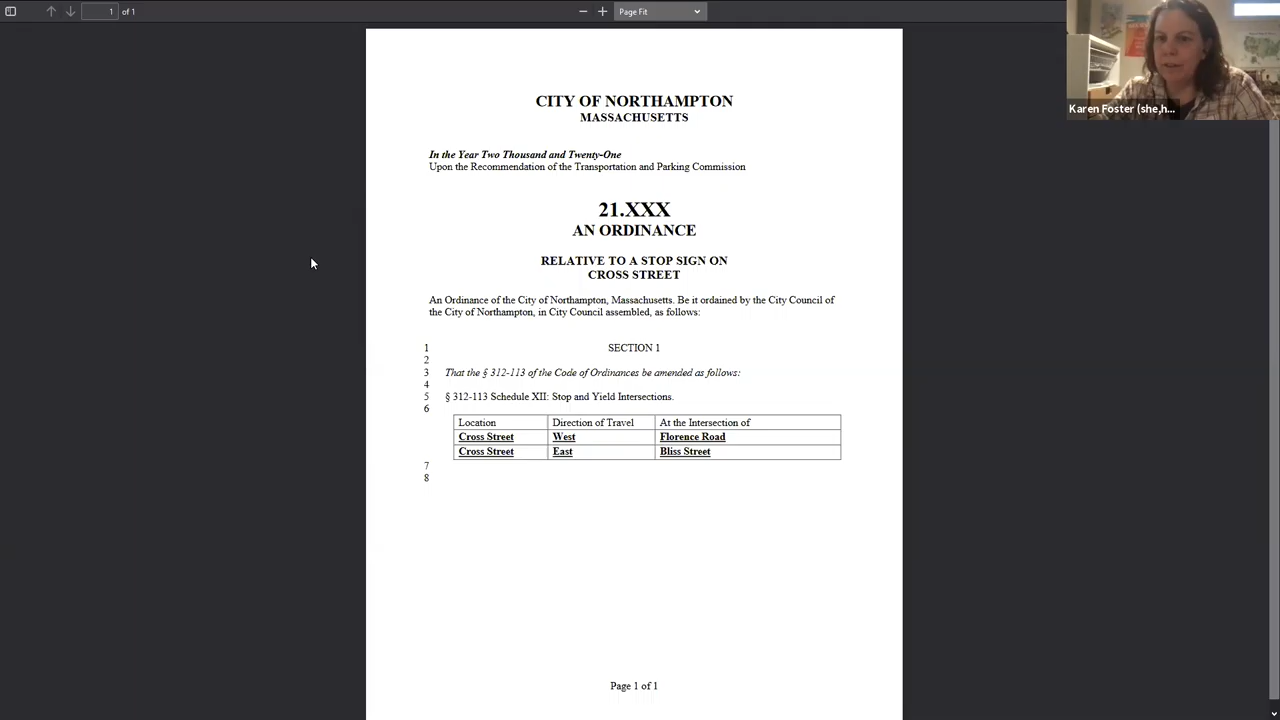 1 of 1
Page Fit
Karen Foster (she,h...
CITY OF NORTHAMPTON
MASSACHUSETTS
In the Year Two Thousand and Twenty-One
Upon the Recommendation of the Transportation and Parking Commission
21.XXX
AN ORDINANCE
RELATIVE TO A STOP SIGN ON
CROSS STREET
An Ordinance of the City of Northampton, Massachusetts. Be it ordained by the City Council of
the City of Northampton, in City Council assembled, as follows:
1 SECTION 1
2
3 That the § 312-113 of the Code of Ordinances be amended as follows:
4
5 § 312-113 Schedule XII: Stop and Yield Intersections.
6
Location Direction of Travel At the Intersection of
Cross Street West Florence Road
Cross Street East Bliss Street
7
8
Page 1 of 1